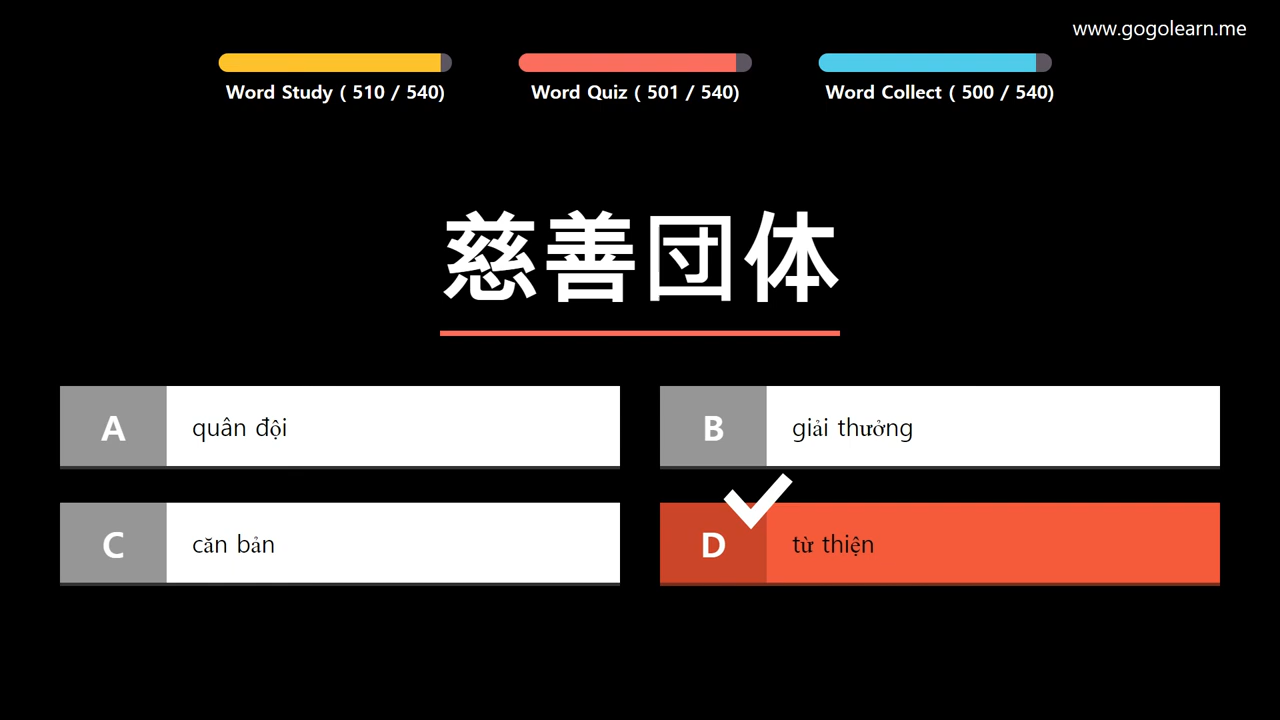 www.gogolearn.me
Word Study ( 510 / 540)
Word Quiz ( 501 / 540)
Word Collect ( 500 / 540)
慈善団体
A quân đội
B giải thưởng
C căn bản
D từ thiện